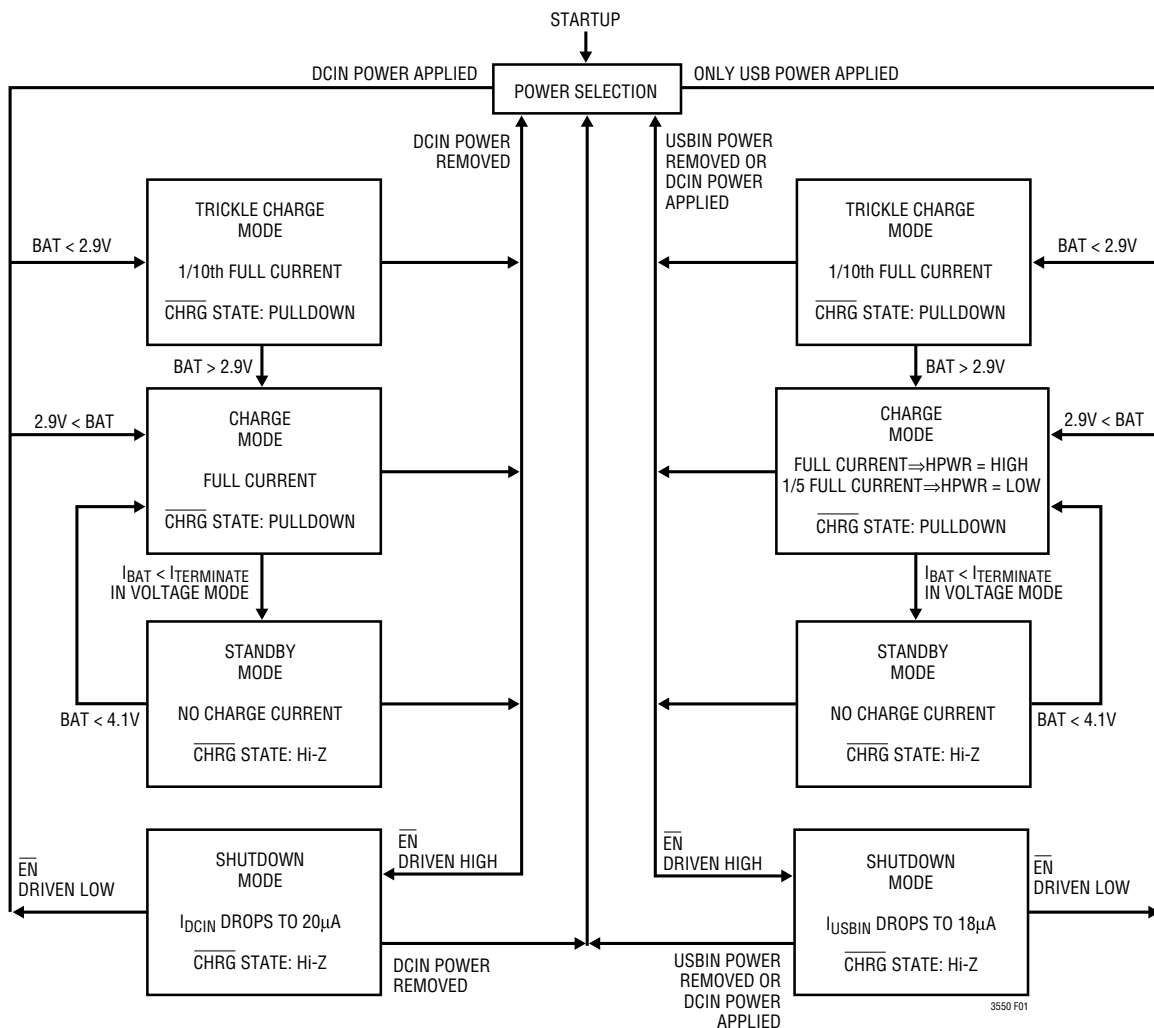 STARTUP
DCIN POWER APPLIED
POWER SELECTION
ONLY USB POWER APPLIED
DCIN POWER
REMOVED
USBIN POWER
REMOVED OR
DCIN POWER
APPLIED
BAT < 2.9V
TRICKLE CHARGE
MODE
1/10th FULL CURRENT
CHRG STATE: PULLDOWN
BAT > 2.9V
2.9V < BAT
CHARGE
MODE
FULL CURRENT
CHRG STATE: PULLDOWN
IBAT < ITERMINATE
IN VOLTAGE MODE
STANDBY
MODE
NO CHARGE CURRENT
CHRG STATE: Hi-Z
BAT < 4.1V
EN
DRIVEN LOW
SHUTDOWN
MODE
IDCIN DROPS TO 20µA
CHRG STATE: Hi-Z
EN
DRIVEN HIGH
DCIN POWER
REMOVED
TRICKLE CHARGE
MODE
1/10th FULL CURRENT
CHRG STATE: PULLDOWN
BAT < 2.9V
BAT > 2.9V
CHARGE
MODE
FULL CURRENT⇒HPWR = HIGH
1/5 FULL CURRENT⇒HPWR = LOW
CHRG STATE: PULLDOWN
2.9V < BAT
IBAT < ITERMINATE
IN VOLTAGE MODE
STANDBY
MODE
NO CHARGE CURRENT
CHRG STATE: Hi-Z
BAT < 4.1V
EN
DRIVEN HIGH
SHUTDOWN
MODE
IUSBIN DROPS TO 18µA
CHRG STATE: Hi-Z
EN
DRIVEN LOW
USBIN POWER
REMOVED OR
DCIN POWER
APPLIED
3550 F01